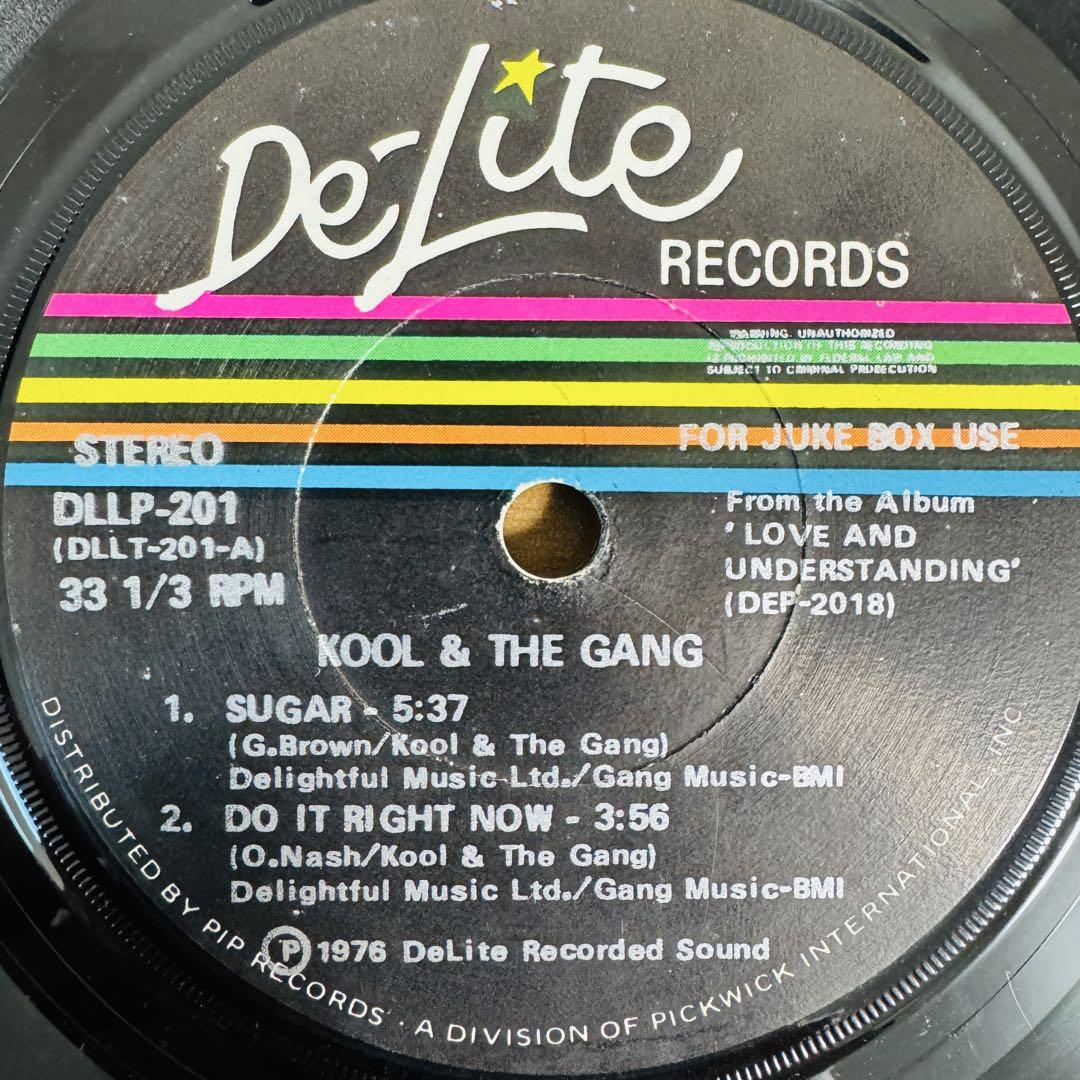 De-Lite
RECORDS
WARNING. UNAUTHORIZED
REPRODUCTION OF THIS RECORDING
IS PROHIBITED BY FEDERAL LAW AND
SUBJECT TO CRIMINAL PROSECUTION
STEREO
FOR JUKE BOX USE
DLLP-201
(DLLT-201-A)
33 1/3 RPM
From the Album
'LOVE AND
UNDERSTANDING'
(DEP-2018)
KOOL & THE GANG
1. SUGAR - 5:37
(G.Brown/Kool & The Gang)
Delightful Music Ltd./Gang Music-BMI
2. DO IT RIGHT NOW - 3:56
(O.Nash/Kool & The Gang)
Delightful Music Ltd./Gang Music-BMI
Ⓟ 1976 DeLite Recorded Sound
DISTRIBUTED BY PIP RECORDS · A DIVISION OF PICKWICK INTERNATIONAL, INC.